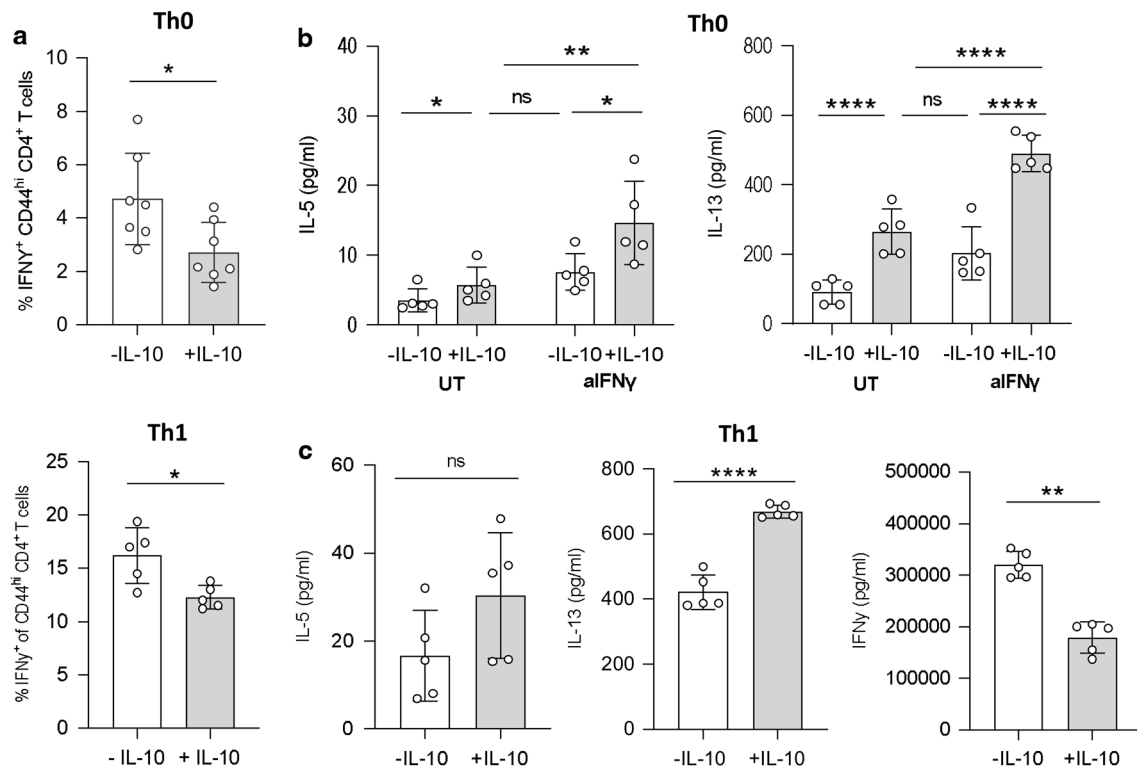 a
Th0
% IFNY⁺ CD44ʰⁱ CD4⁺ T cells
10
8
6
4
2
0
*
-IL-10 +IL-10
b
Th0
IL-5 (pg/ml)
40
30
20
10
0
*
ns
**
*
-IL-10 +IL-10 -IL-10 +IL-10
UT aIFNγ
IL-13 (pg/ml)
800
600
400
200
0
****
ns
****
****
-IL-10 +IL-10 -IL-10 +IL-10
UT aIFNγ
Th1
% IFNγ⁺ of CD44ʰⁱ CD4⁺ T cells
25
20
15
10
5
0
*
- IL-10 + IL-10
c
Th1
IL-5 (pg/ml)
60
40
20
0
ns
-IL-10 +IL-10
IL-13 (pg/ml)
800
600
400
200
0
****
-IL-10 +IL-10
IFNy (pg/ml)
500000
400000
300000
200000
100000
0
**
-IL-10 +IL-10